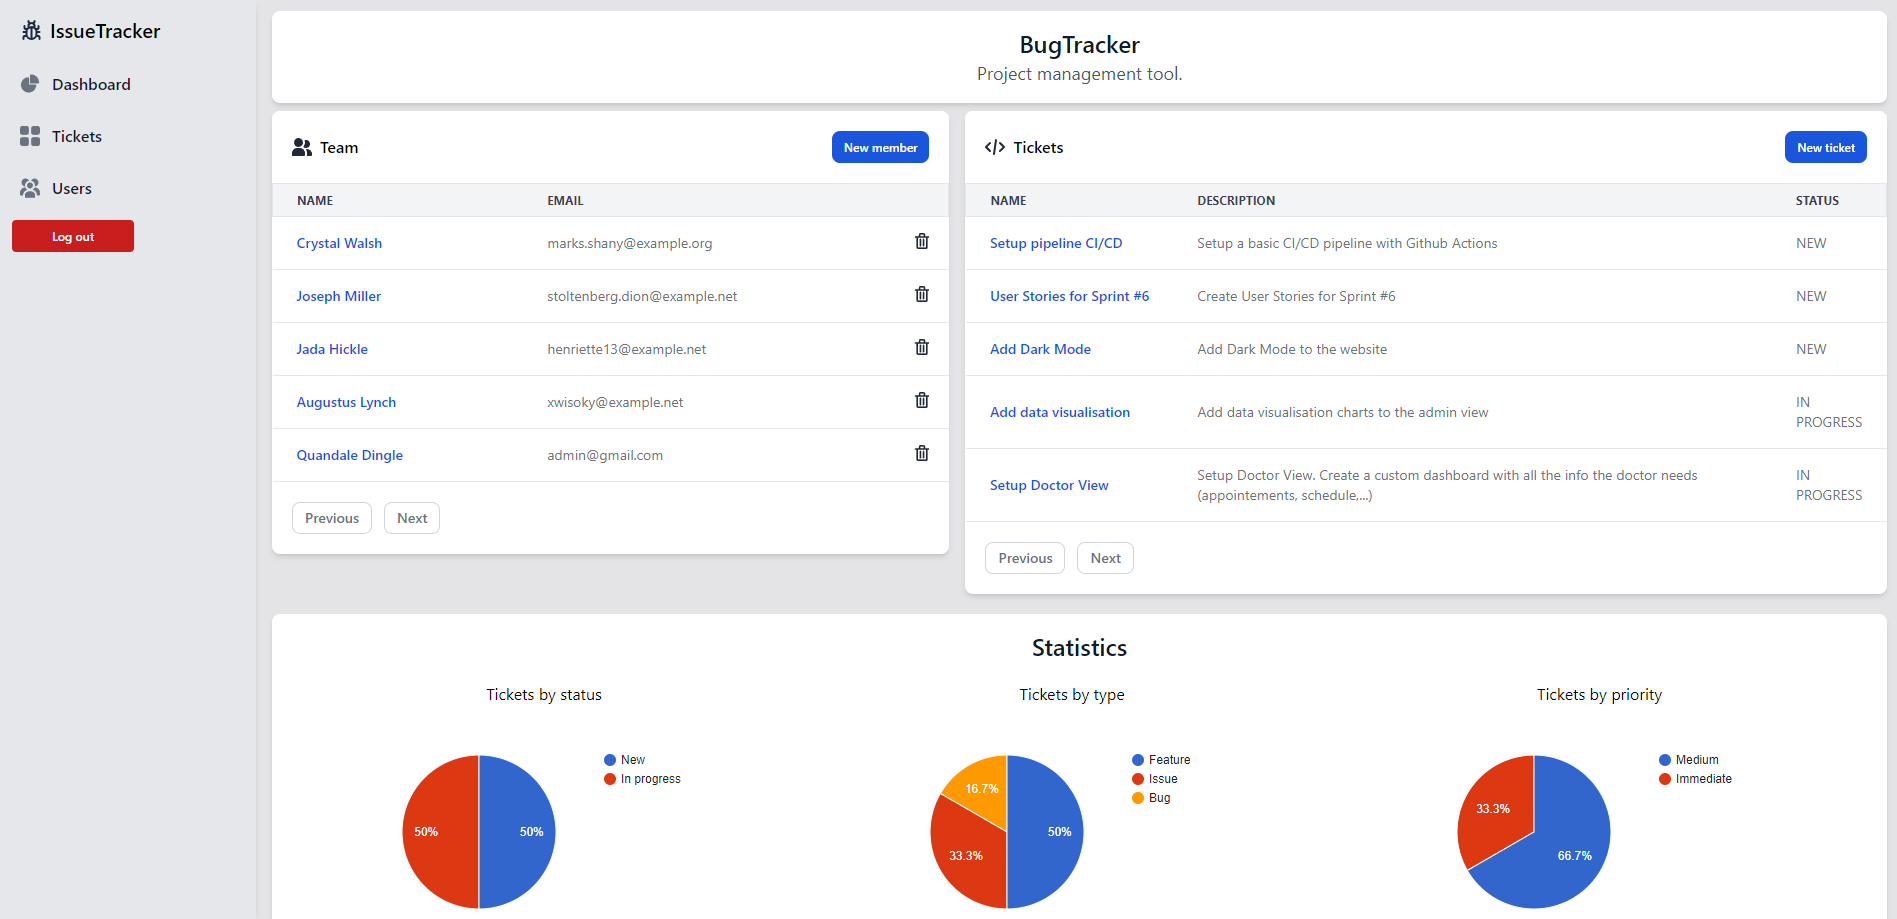 IssueTracker
Dashboard
Tickets
Users
Log out
BugTracker
Project management tool.
Team
New member
NAME EMAIL
Crystal Walsh marks.shany@example.org
Joseph Miller stoltenberg.dion@example.net
Jada Hickle henriette13@example.net
Augustus Lynch xwisoky@example.net
Quandale Dingle admin@gmail.com
Previous Next
Tickets
New ticket
NAME DESCRIPTION STATUS
Setup pipeline CI/CD Setup a basic CI/CD pipeline with Github Actions NEW
User Stories for Sprint #6 Create User Stories for Sprint #6 NEW
Add Dark Mode Add Dark Mode to the website NEW
Add data visualisation Add data visualisation charts to the admin view IN
PROGRESS
Setup Doctor View Setup Doctor View. Create a custom dashboard with all the info the doctor needs IN
(appointements, schedule,...) PROGRESS
Previous Next
Statistics
Tickets by status
New
In progress
50% 50%
Tickets by type
Feature
Issue
Bug
16.7%
50%
33.3%
Tickets by priority
Medium
Immediate
33.3%
66.7%